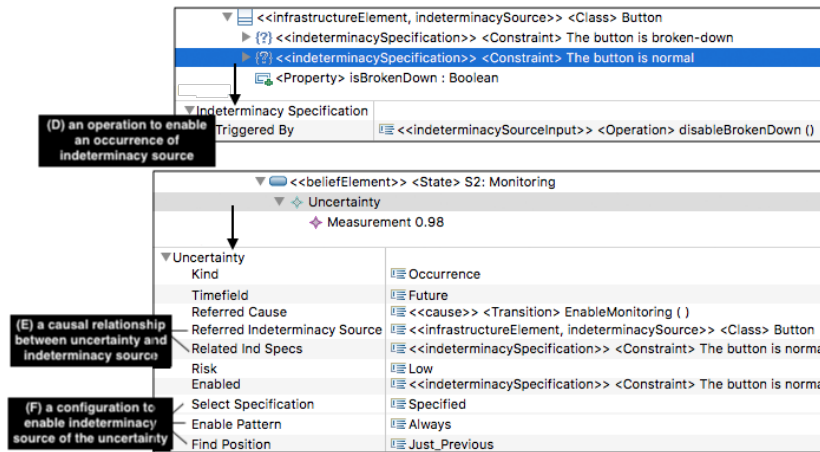 <<infrastructureElement, indeterminacySource>> <Class> Button
{?} <<indeterminacySpecification>> <Constraint> The button is broken-down
{?} <<indeterminacySpecification>> <Constraint> The button is normal
<Property> isBrokenDown : Boolean
Indeterminacy Specification
Triggered By <<indeterminacySourceInput>> <Operation> disableBrokenDown ()
(D) an operation to enable
an occurrence of
indeterminacy source
<<beliefElement>> <State> S2: Monitoring
Uncertainty
Measurement 0.98
Uncertainty
Kind Occurrence
Timefield Future
Referred Cause <<cause>> <Transition> EnableMonitoring ( )
Referred Indeterminacy Source <<infrastructureElement, indeterminacySource>> <Class> Button
Related Ind Specs <<indeterminacySpecification>> <Constraint> The button is norma
Risk Low
Enabled <<indeterminacySpecification>> <Constraint> The button is norma
Select Specification Specified
Enable Pattern Always
Find Position Just_Previous
(E) a causal relationship
between uncertainty and
indeterminacy source
(F) a configuration to
enable indeterminacy
source of the uncertainty